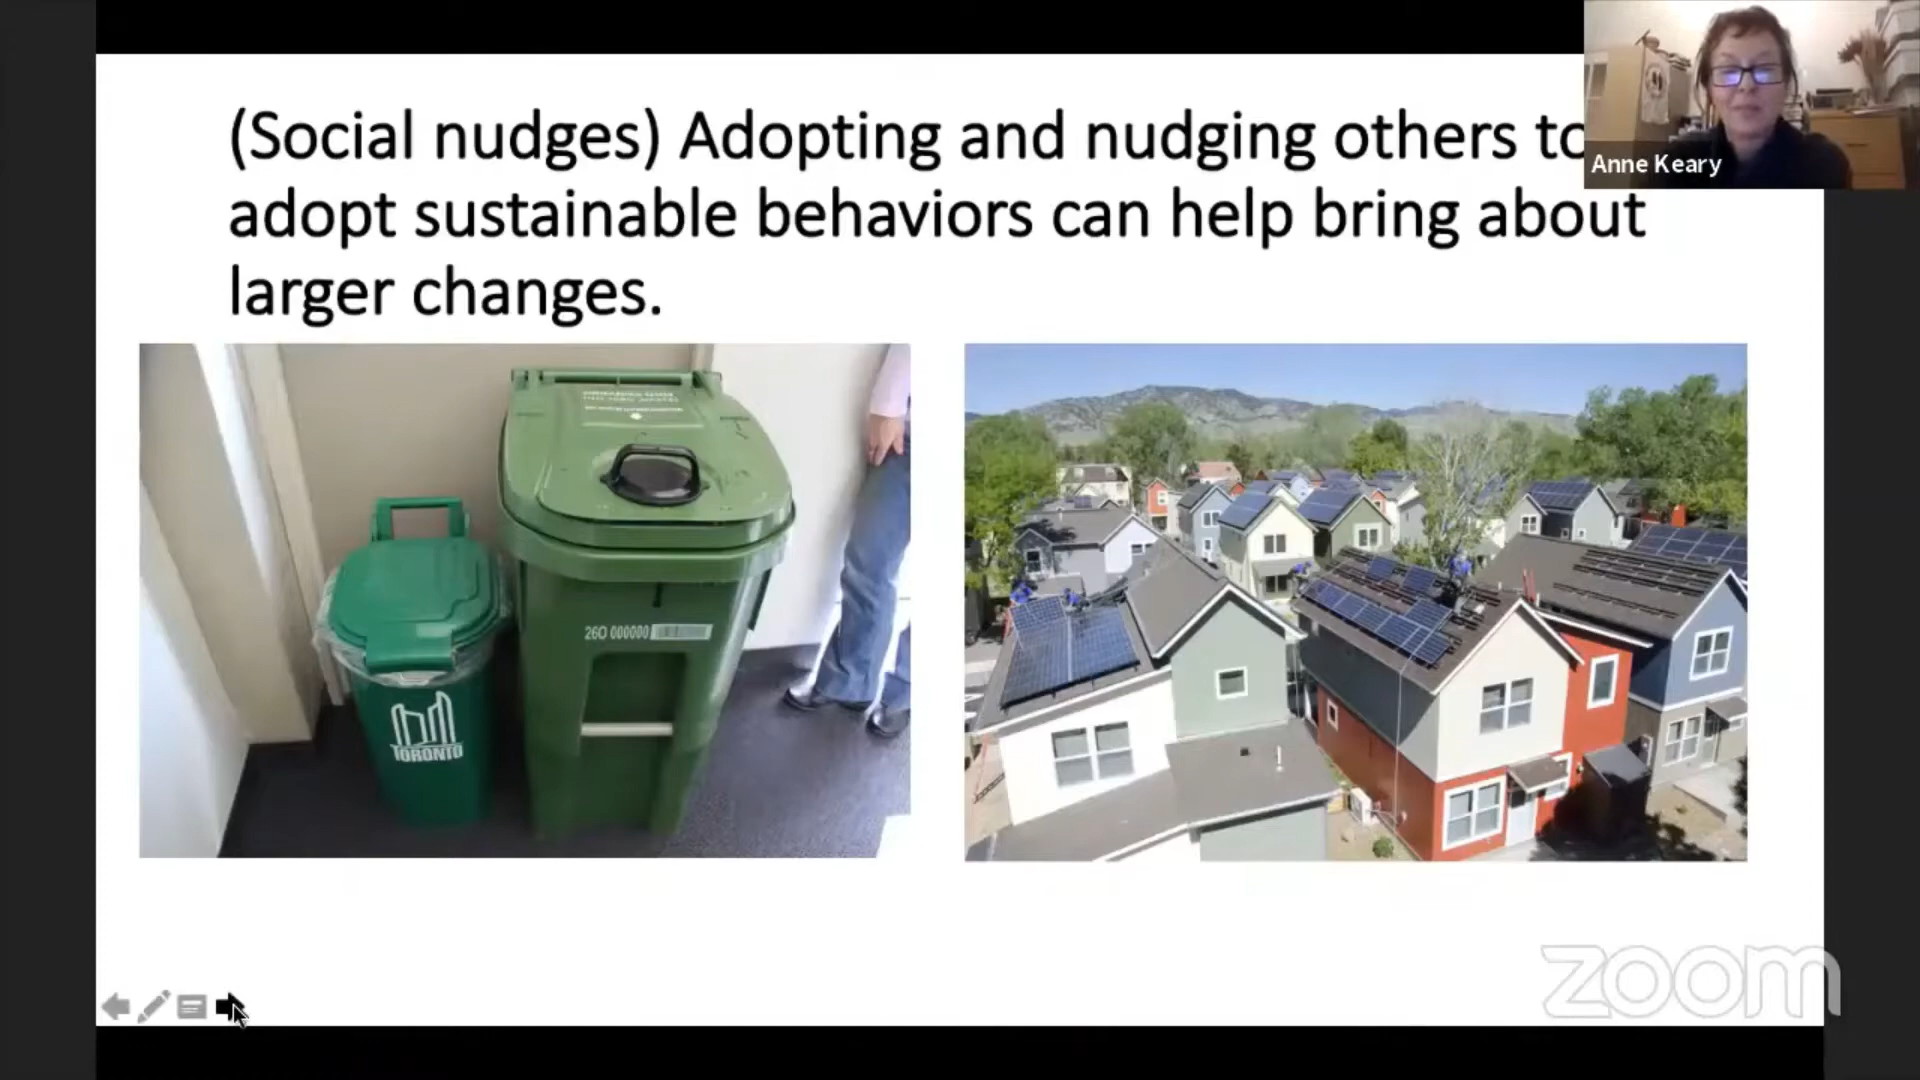 (Social nudges) Adopting and nudging others to
adopt sustainable behaviors can help bring about
larger changes.
Anne Keary
260 000000
TORONTO
zoom